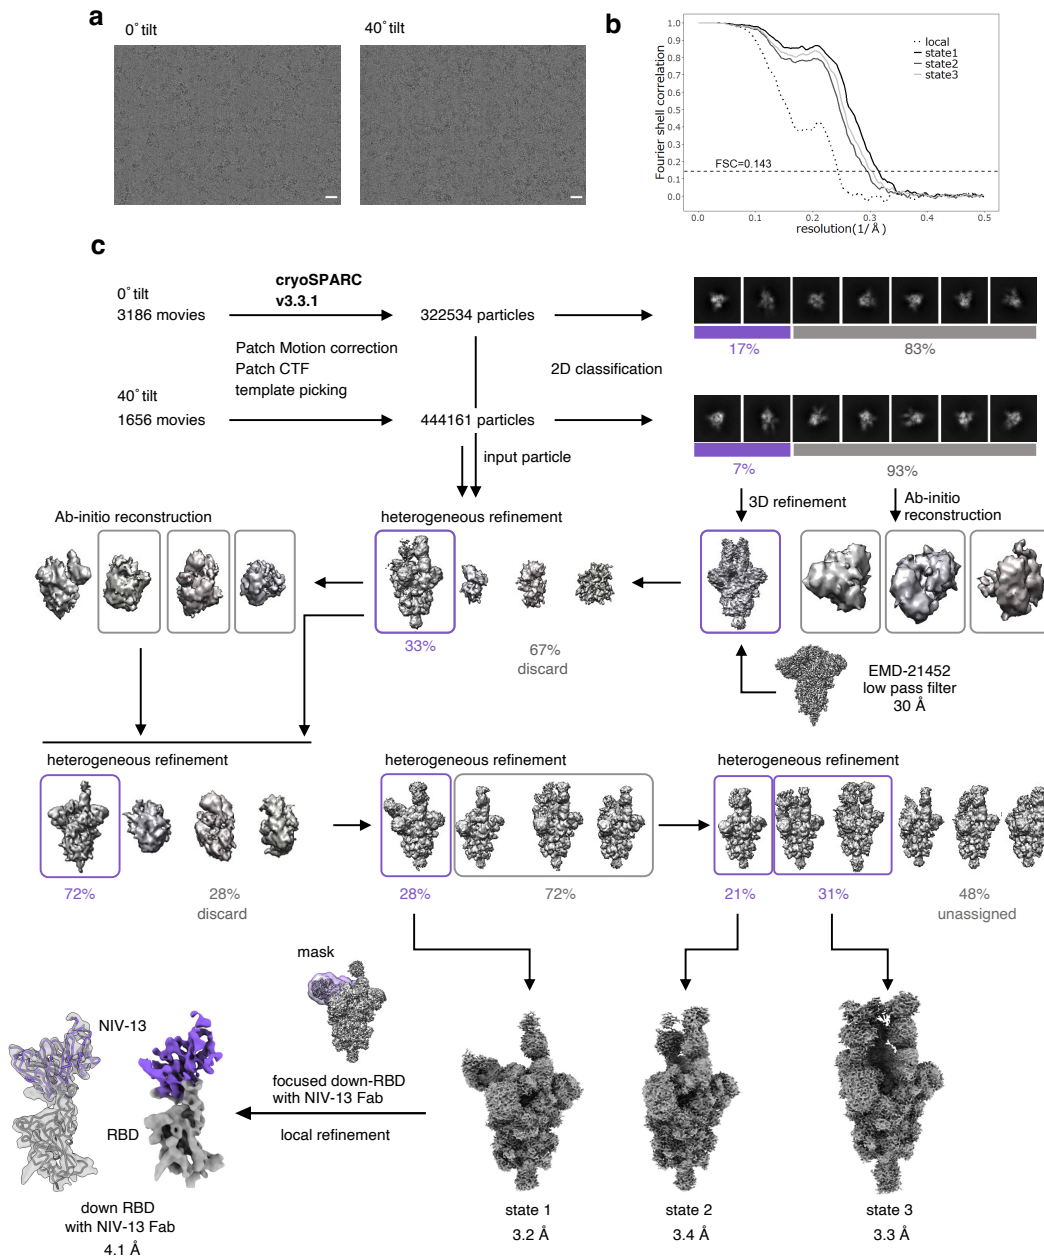 a
0°tilt
40°tilt
b
Fourier shell correlation
1.0
0.9
0.8
0.7
0.6
0.5
0.4
0.3
0.2
0.1
0.0
FSC=0.143
local
state1
state2
state3
0.0
0.1
0.2
0.3
0.4
0.5
resolution(1/Å)
c
0°tilt
3186 movies
cryoSPARC
v3.3.1
322534 particles
17%
83%
Patch Motion correction
Patch CTF
template picking
2D classification
40°tilt
1656 movies
444161 particles
input particle
7%
93%
3D refinement
Ab-initio
reconstruction
Ab-initio reconstruction
heterogeneous refinement
33%
67%
discard
EMD-21452
low pass filter
30 Å
heterogeneous refinement
72%
28%
discard
heterogeneous refinement
28%
72%
heterogeneous refinement
21%
31%
48%
unassigned
mask
NIV-13
RBD
focused down-RBD
with NIV-13 Fab
local refinement
down RBD
with NIV-13 Fab
4.1 Å
state 1
3.2 Å
state 2
3.4 Å
state 3
3.3 Å